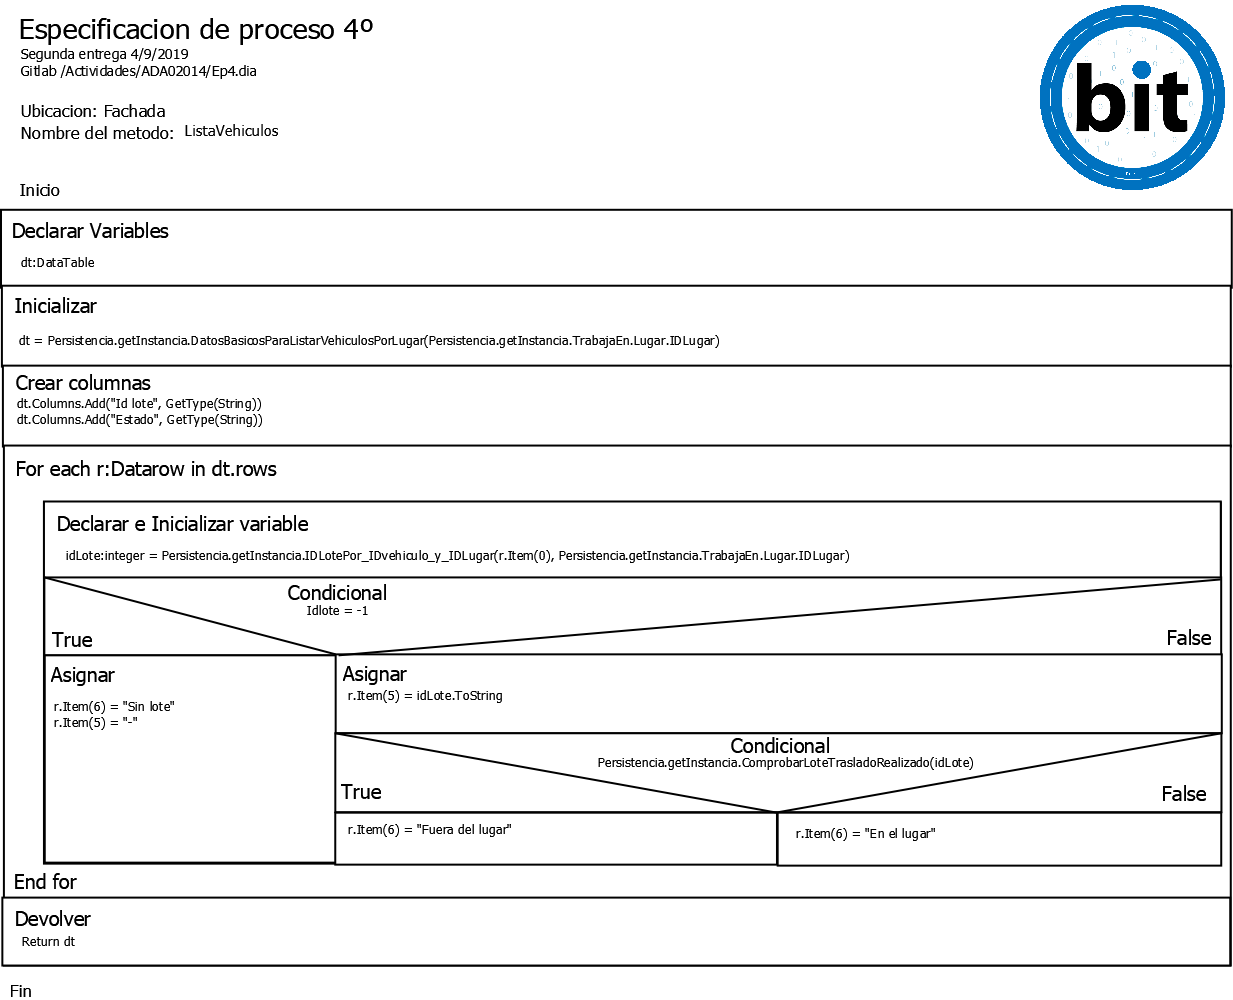 Especificacion de proceso 4º
Segunda entrega 4/9/2019
Gitlab /Actividades/ADA02014/Ep4.dia
bit
Ubicacion: Fachada
Nombre del metodo: ListaVehiculos
Inicio
Declarar Variables
dt:DataTable
Inicializar
dt = Persistencia.getInstancia.DatosBasicosParaListarVehiculosPorLugar(Persistencia.getInstancia.TrabajaEn.Lugar.IDLugar)
Crear columnas
dt.Columns.Add("Id lote", GetType(String))
dt.Columns.Add("Estado", GetType(String))
For each r:Datarow in dt.rows
Declarar e Inicializar variable
idLote:integer = Persistencia.getInstancia.IDLotePor_IDvehiculo_y_IDLugar(r.Item(0), Persistencia.getInstancia.TrabajaEn.Lugar.IDLugar)
Condicional
Idlote = -1
True
False
Asignar
r.Item(6) = "Sin lote"
r.Item(5) = "-"
Asignar
r.Item(5) = idLote.ToString
Condicional
Persistencia.getInstancia.ComprobarLoteTrasladoRealizado(idLote)
True
False
r.Item(6) = "Fuera del lugar"
r.Item(6) = "En el lugar"
End for
Devolver
Return dt
Fin